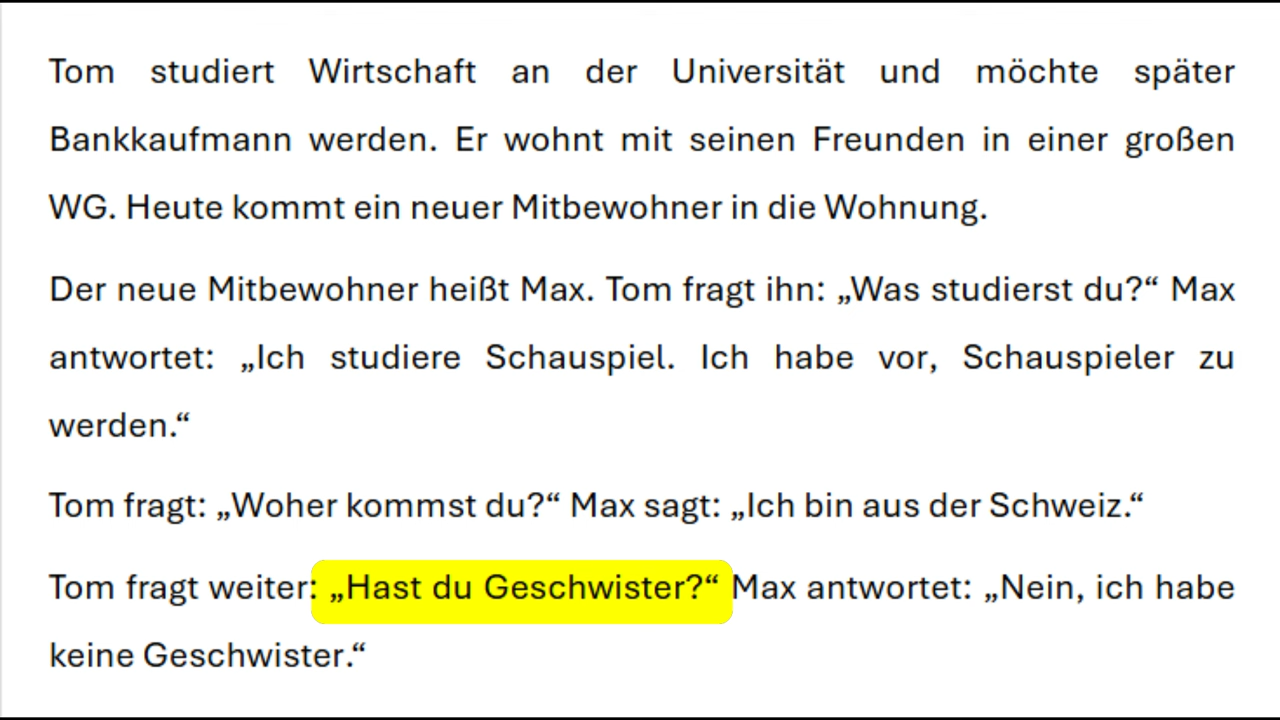 Tom studiert Wirtschaft an der Universität und möchte später
Bankkaufmann werden. Er wohnt mit seinen Freunden in einer großen
WG. Heute kommt ein neuer Mitbewohner in die Wohnung.
Der neue Mitbewohner heißt Max. Tom fragt ihn: „Was studierst du?“ Max
antwortet: „Ich studiere Schauspiel. Ich habe vor, Schauspieler zu
werden.“
Tom fragt: „Woher kommst du?“ Max sagt: „Ich bin aus der Schweiz.“
Tom fragt weiter: „Hast du Geschwister?“ Max antwortet: „Nein, ich habe
keine Geschwister.“